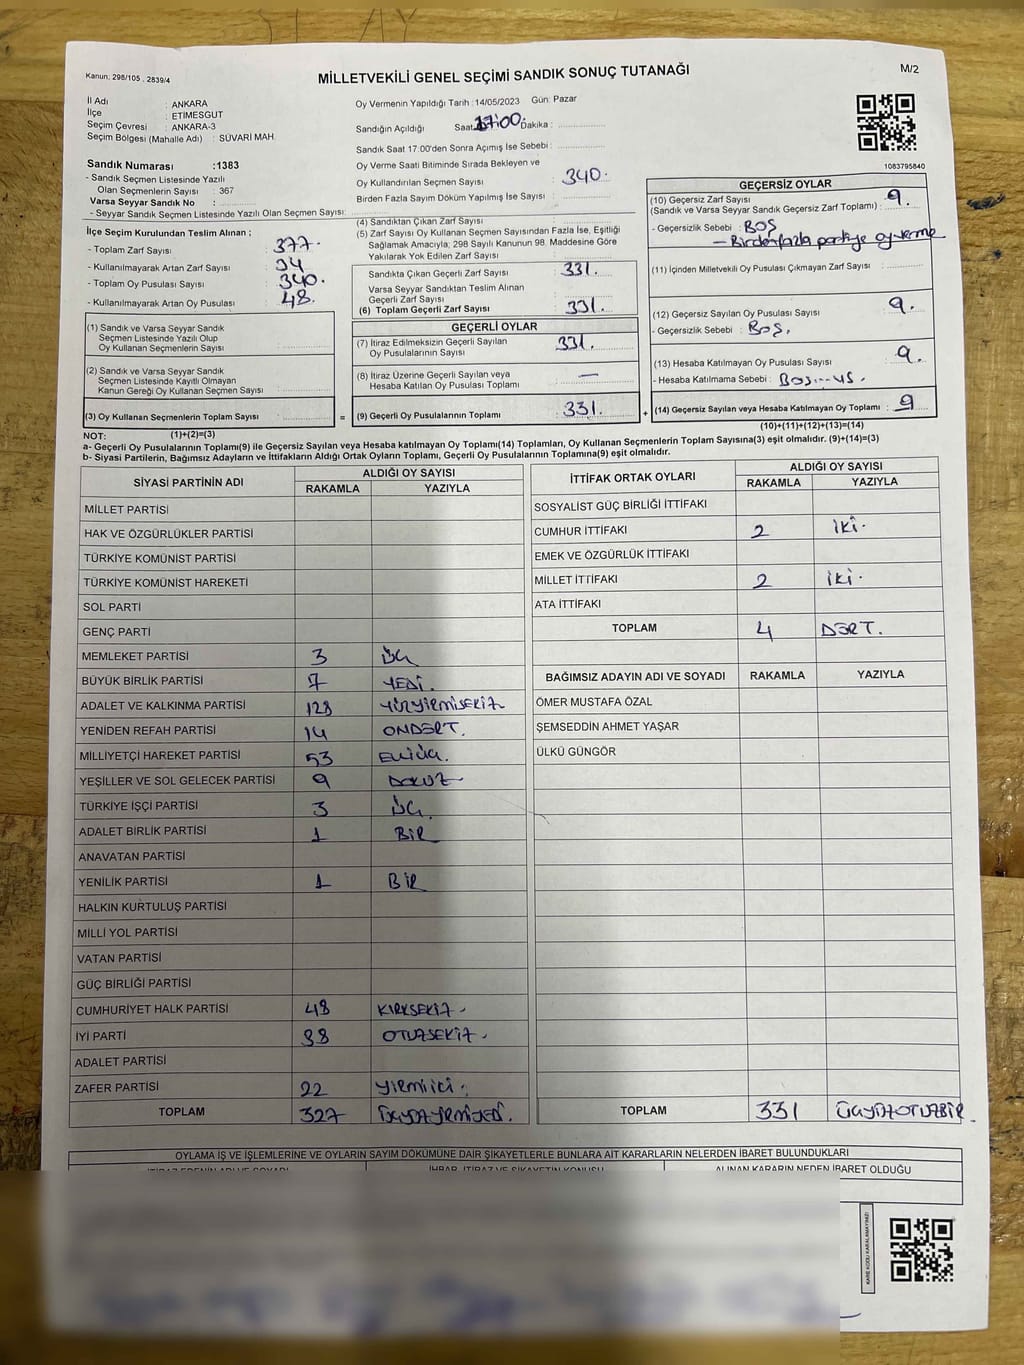 Kanun; 298/105 . 2839/4
MİLLETVEKİLİ GENEL SEÇİMİ SANDIK SONUÇ TUTANAĞI
M/2
İl Adı : ANKARA
İlçe : ETİMESGUT
Seçim Çevresi : ANKARA-3
Seçim Bölgesi (Mahalle Adı) : SÜVARİ MAH.
Sandık Numarası :1383
- Sandık Seçmen Listesinde Yazılı
Olan Seçmenlerin Sayısı : 367
Varsa Seyyar Sandık No :
- Seyyar Sandık Seçmen Listesinde Yazılı Olan Seçmen Sayısı:
Oy Vermenin Yapıldığı Tarih :14/05/2023 Gün: Pazar
Sandığın Açıldığı Saat: 17:00 Dakika :
Sandık Saat 17:00'den Sonra Açımış İse Sebebi :
Oy Verme Saati Bitiminde Sırada Bekleyen ve
Oy Kullandırılan Seçmen Sayısı : 340.
Birden Fazla Sayım Döküm Yapılmış İse Sayısı :
1083795840
İlçe Seçim Kurulundan Teslim Alınan ;
- Toplam Zarf Sayısı : 377.
- Kullanılmayarak Artan Zarf Sayısı :
- Toplam Oy Pusulası Sayısı : 340.
- Kullanılmayarak Artan Oy Pusulası : 48.
(1) Sandık ve Varsa Seyyar Sandık
Seçmen Listesinde Yazılı Olup
Oy Kullanan Seçmenlerin Sayısı :
(2) Sandık ve Varsa Seyyar Sandık
Seçmen Listesinde Kayıtlı Olmayan
Kanun Gereği Oy Kullanan Seçmen Sayısı :
(3) Oy Kullanan Seçmenlerin Toplam Sayısı :
(1)+(2)=(3)
(4) Sandıktan Çıkan Zarf Sayısı :
(5) Zarf Sayısı Oy Kullanan Seçmen Sayısından Fazla İse, Eşitliği
Sağlamak Amacıyla; 298 Sayılı Kanunun 98. Maddesine Göre
Yakılarak Yok Edilen Zarf Sayısı :
Sandıkta Çıkan Geçerli Zarf Sayısı : 331.
Varsa Seyyar Sandıktan Teslim Alınan
Geçerli Zarf Sayısı :
(6) Toplam Geçerli Zarf Sayısı : 331.
GEÇERLİ OYLAR
(7) İtiraz Edilmeksizin Geçerli Sayılan
Oy Pusulalarının Sayısı : 331.
(8) İtiraz Üzerine Geçerli Sayılan veya
Hesaba Katılan Oy Pusulası Toplamı : —
= (9) Geçerli Oy Pusulalarının Toplamı : 331.
GEÇERSİZ OYLAR
(10) Geçersiz Zarf Sayısı
(Sandık ve Varsa Seyyar Sandık Geçersiz Zarf Toplamı) : 9.
- Geçersizlik Sebebi : BOŞ
- Birden fazla partiye oy verme
(11) İçinden Milletvekili Oy Pusulası Çıkmayan Zarf Sayısı :
(12) Geçersiz Sayılan Oy Pusulası Sayısı : 9.
- Geçersizlik Sebebi : BOŞ.
(13) Hesaba Katılmayan Oy Pusulası Sayısı : 9.
- Hesaba Katılmama Sebebi :
+ (14) Geçersiz Sayılan veya Hesaba Katılmayan Oy Toplamı : 9
(10)+(11)+(12)+(13)=(14)
NOT:
a- Geçerli Oy Pusulalarının Toplamı(9) ile Geçersiz Sayılan veya Hesaba katılmayan Oy Toplamı(14) Toplamları, Oy Kullanan Seçmenlerin Toplam Sayısına(3) eşit olmalıdır. (9)+(14)=(3)
b- Siyasi Partilerin, Bağımsız Adayların ve İttifakların Aldığı Ortak Oyların Toplamı, Geçerli Oy Pusulalarının Toplamına(9) eşit olmalıdır.
SİYASİ PARTİNİN ADI ALDIĞI OY SAYISI
RAKAMLA YAZIYLA
MİLLET PARTİSİ
HAK VE ÖZGÜRLÜKLER PARTİSİ
TÜRKİYE KOMÜNİST PARTİSİ
TÜRKİYE KOMÜNİST HAREKETİ
SOL PARTİ
GENÇ PARTİ
MEMLEKET PARTİSİ 3 ÜÇ
BÜYÜK BİRLİK PARTİSİ 7 YEDİ.
ADALET VE KALKINMA PARTİSİ 128 YÜZYİRMİSEKİZ
YENİDEN REFAH PARTİSİ 14 ONDÖRT.
MİLLİYETÇİ HAREKET PARTİSİ 53 ELLİÜÇ.
YEŞİLLER VE SOL GELECEK PARTİSİ 9 DOKUZ
TÜRKİYE İŞÇİ PARTİSİ 3 ÜÇ.
ADALET BİRLİK PARTİSİ 1 BİR
ANAVATAN PARTİSİ
YENİLİK PARTİSİ 1 BİR
HALKIN KURTULUŞ PARTİSİ
MİLLİ YOL PARTİSİ
VATAN PARTİSİ
GÜÇ BİRLİĞİ PARTİSİ
CUMHURİYET HALK PARTİSİ 48 KIRKSEKİZ.
İYİ PARTİ 38 OTUZSEKİZ.
ADALET PARTİSİ
ZAFER PARTİSİ 22 YİRMİİKİ.
TOPLAM 327 ÜÇYÜZYİRMİYEDİ.
İTTİFAK ORTAK OYLARI ALDIĞI OY SAYISI
RAKAMLA YAZIYLA
SOSYALİST GÜÇ BİRLİĞİ İTTİFAKI
CUMHUR İTTİFAKI 2 İKİ.
EMEK VE ÖZGÜRLÜK İTTİFAKI
MİLLET İTTİFAKI 2 İKİ.
ATA İTTİFAKI
TOPLAM 4 DÖRT.
BAĞIMSIZ ADAYIN ADI VE SOYADI RAKAMLA YAZIYLA
ÖMER MUSTAFA ÖZAL
ŞEMSEDDİN AHMET YAŞAR
ÜLKÜ GÜNGÖR
TOPLAM 331 ÜÇYÜZOTUZBİR.
OYLAMA İŞ VE İŞLEMLERİNE VE OYLARIN SAYIM DÖKÜMÜNE DAİR ŞİKAYETLERLE BUNLARA AİT KARARLARIN NELERDEN İBARET BULUNDUKLARI
İTİRAZ EDENİN ADI VE SOYADI İHBAR, İTİRAZ VE ŞİKAYETİN KONUSU ALINAN KARARIN NEDEN İBARET OLDUĞU
KARE KODU KARALAMAYINIZ!